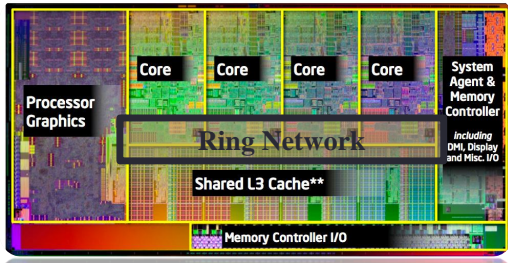 Processor
Graphics
Core
Core
Core
Core
System
Agent &
Memory
Controller
including
DMI, Display
and Misc. I/O
Ring Network
Shared L3 Cache**
Memory Controller I/O